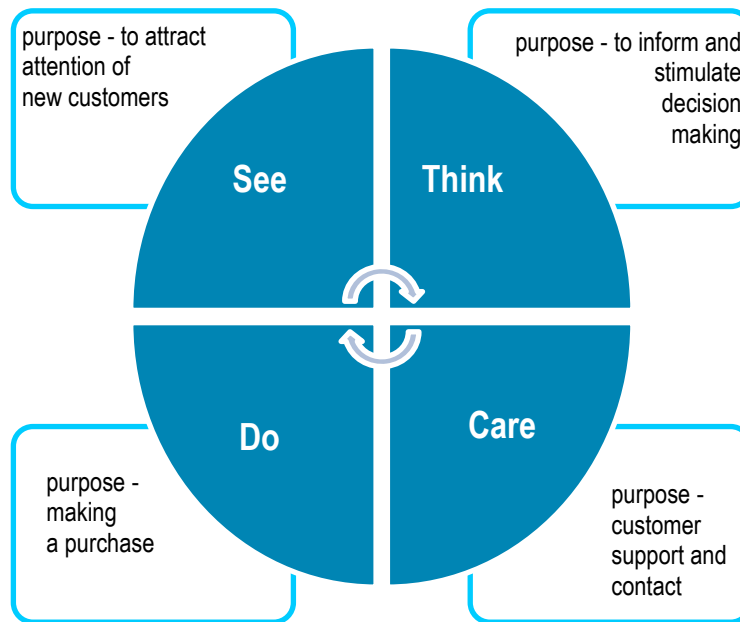 purpose - to attract
attention of
new customers
purpose - to inform and
stimulate
decision
making
See
Think
Do
Care
purpose -
making
a purchase
purpose -
customer
support and
contact